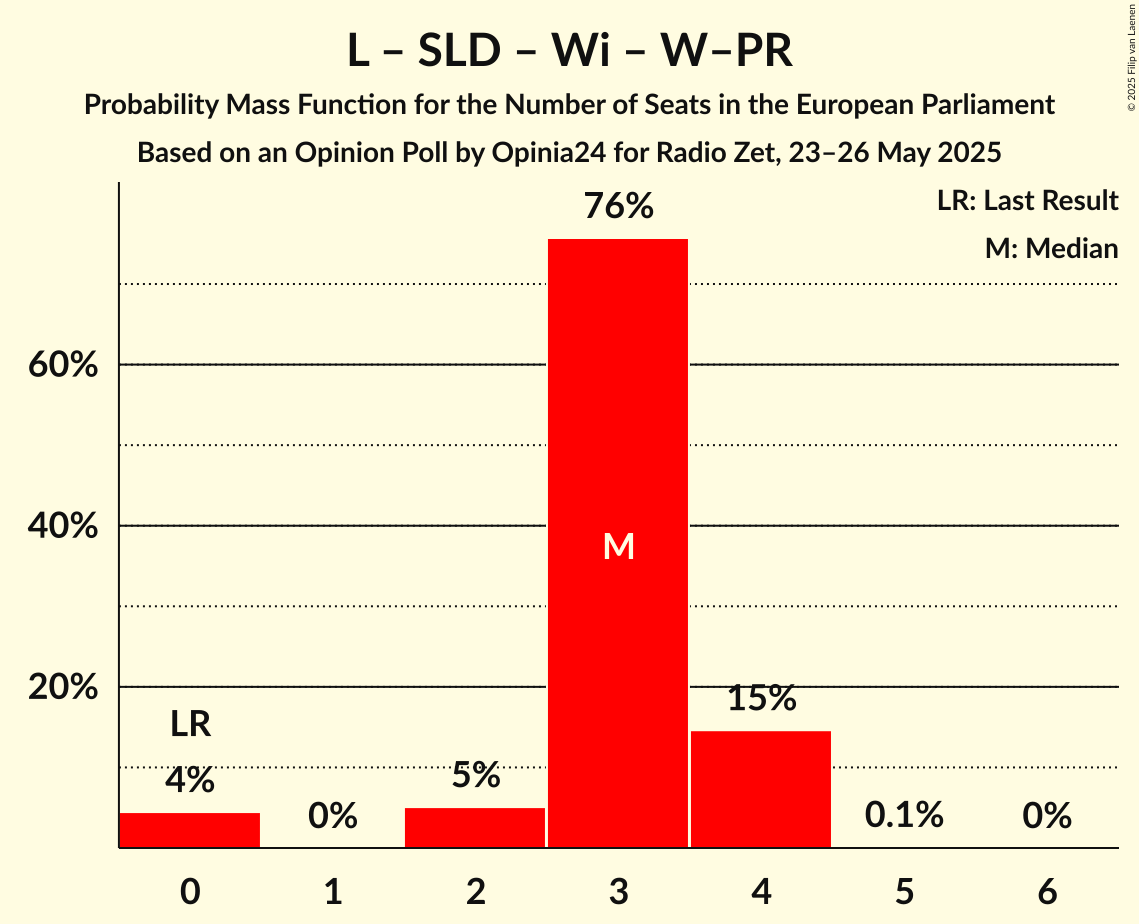 L – SLD – Wi – W–PR
Probability Mass Function for the Number of Seats in the European Parliament
Based on an Opinion Poll by Opinia24 for Radio Zet, 23–26 May 2025
© 2025 Filip van Laenen
LR: Last Result
M: Median
76%
60%
40%
20%
M
LR
4%
0%
5%
15%
0.1%
0%
0 1 2 3 4 5 6